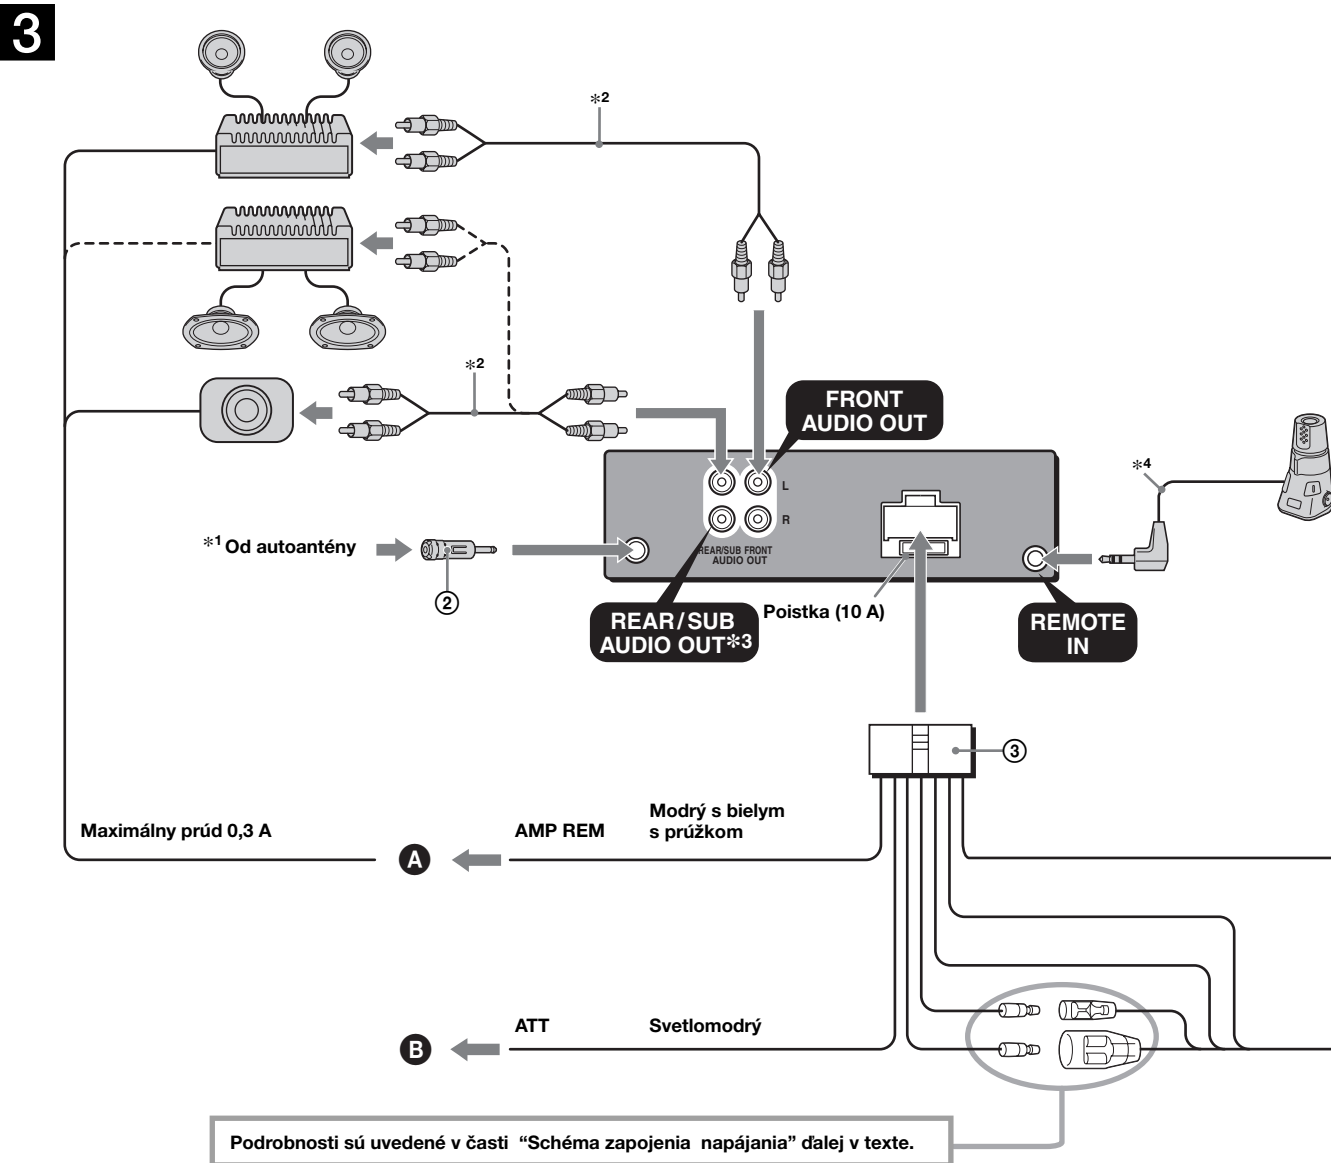 3
*2
*2
FRONT
AUDIO OUT
*4
L
R
*1 Od autoantény
REAR/SUB FRONT
AUDIO OUT
2
REAR/SUB
AUDIO OUT*3
Poistka (10 A)
REMOTE
IN
3
Maximálny prúd 0,3 A
A
AMP REM
Modrý s bielym
s prúžkom
B
ATT
Svetlomodrý
Podrobnosti sú uvedené v časti “Schéma zapojenia napájania” ďalej v texte.